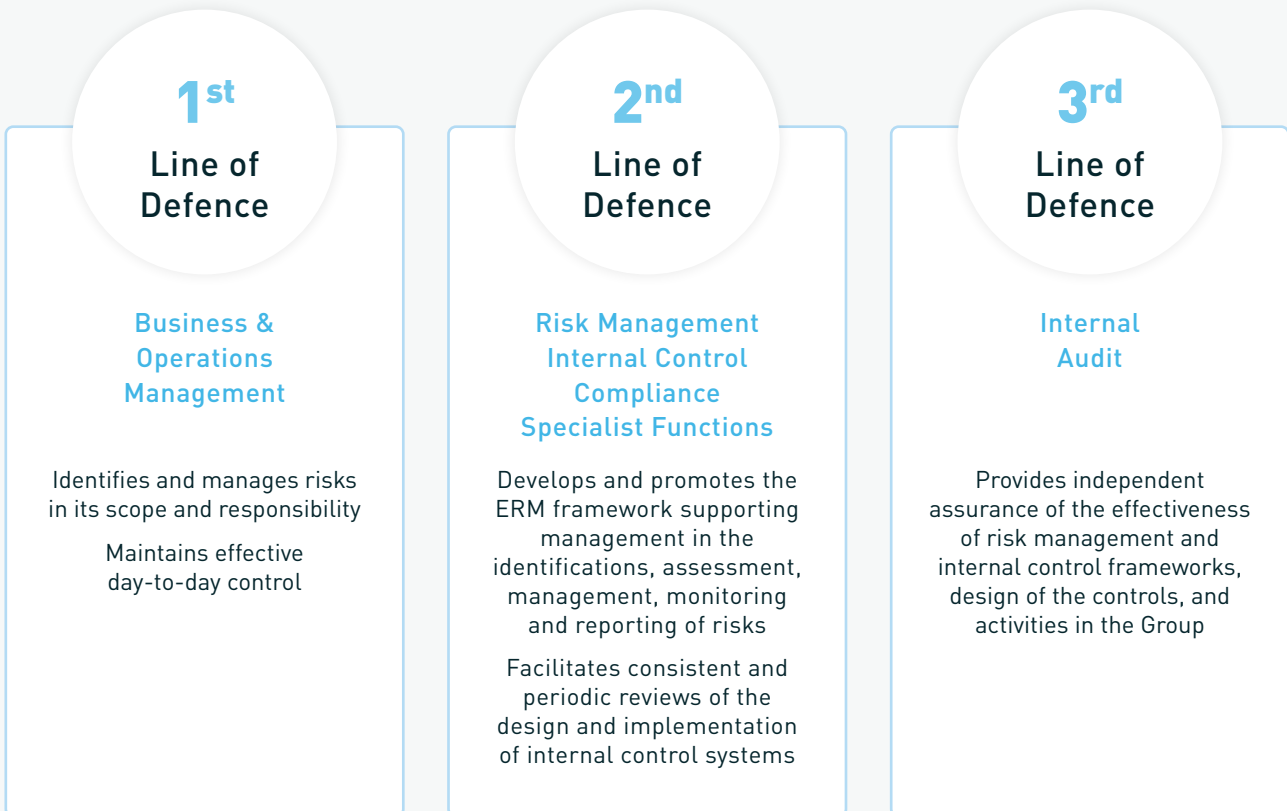 1st
Line of
Defence
Business &
Operations
Management
Identifies and manages risks
in its scope and responsibility
Maintains effective
day-to-day control
2nd
Line of
Defence
Risk Management
Internal Control
Compliance
Specialist Functions
Develops and promotes the
ERM framework supporting
management in the
identifications, assessment,
management, monitoring
and reporting of risks
Facilitates consistent and
periodic reviews of the
design and implementation
of internal control systems
3rd
Line of
Defence
Internal
Audit
Provides independent
assurance of the effectiveness
of risk management and
internal control frameworks,
design of the controls, and
activities in the Group